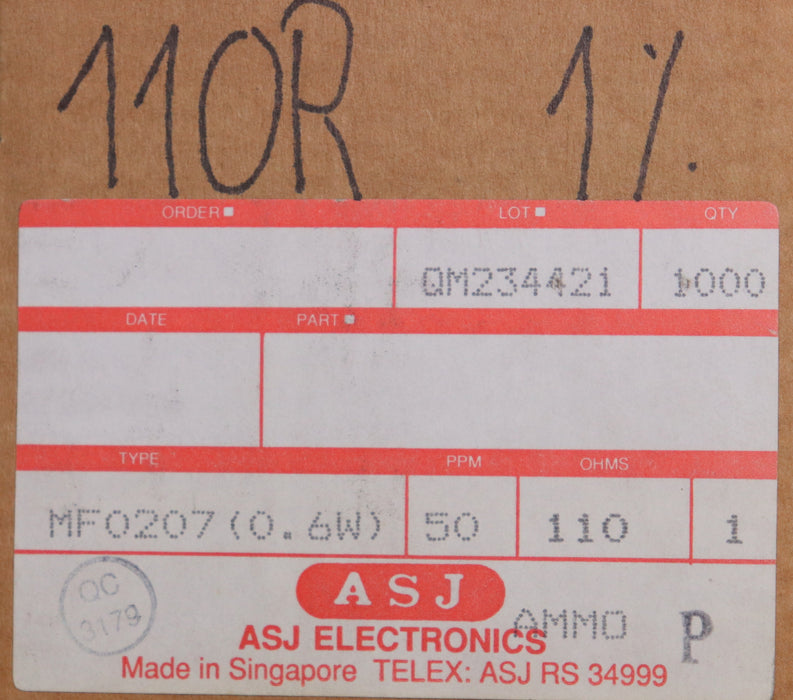 110R 1%.
ORDER LOT QTY
QM234421 1000
DATE PART
TYPE PPM OHMS
MF0207(0.6W) 50 110 1
QC
3179
ASJ
AMMO P
ASJ ELECTRONICS
Made in Singapore TELEX: ASJ RS 34999